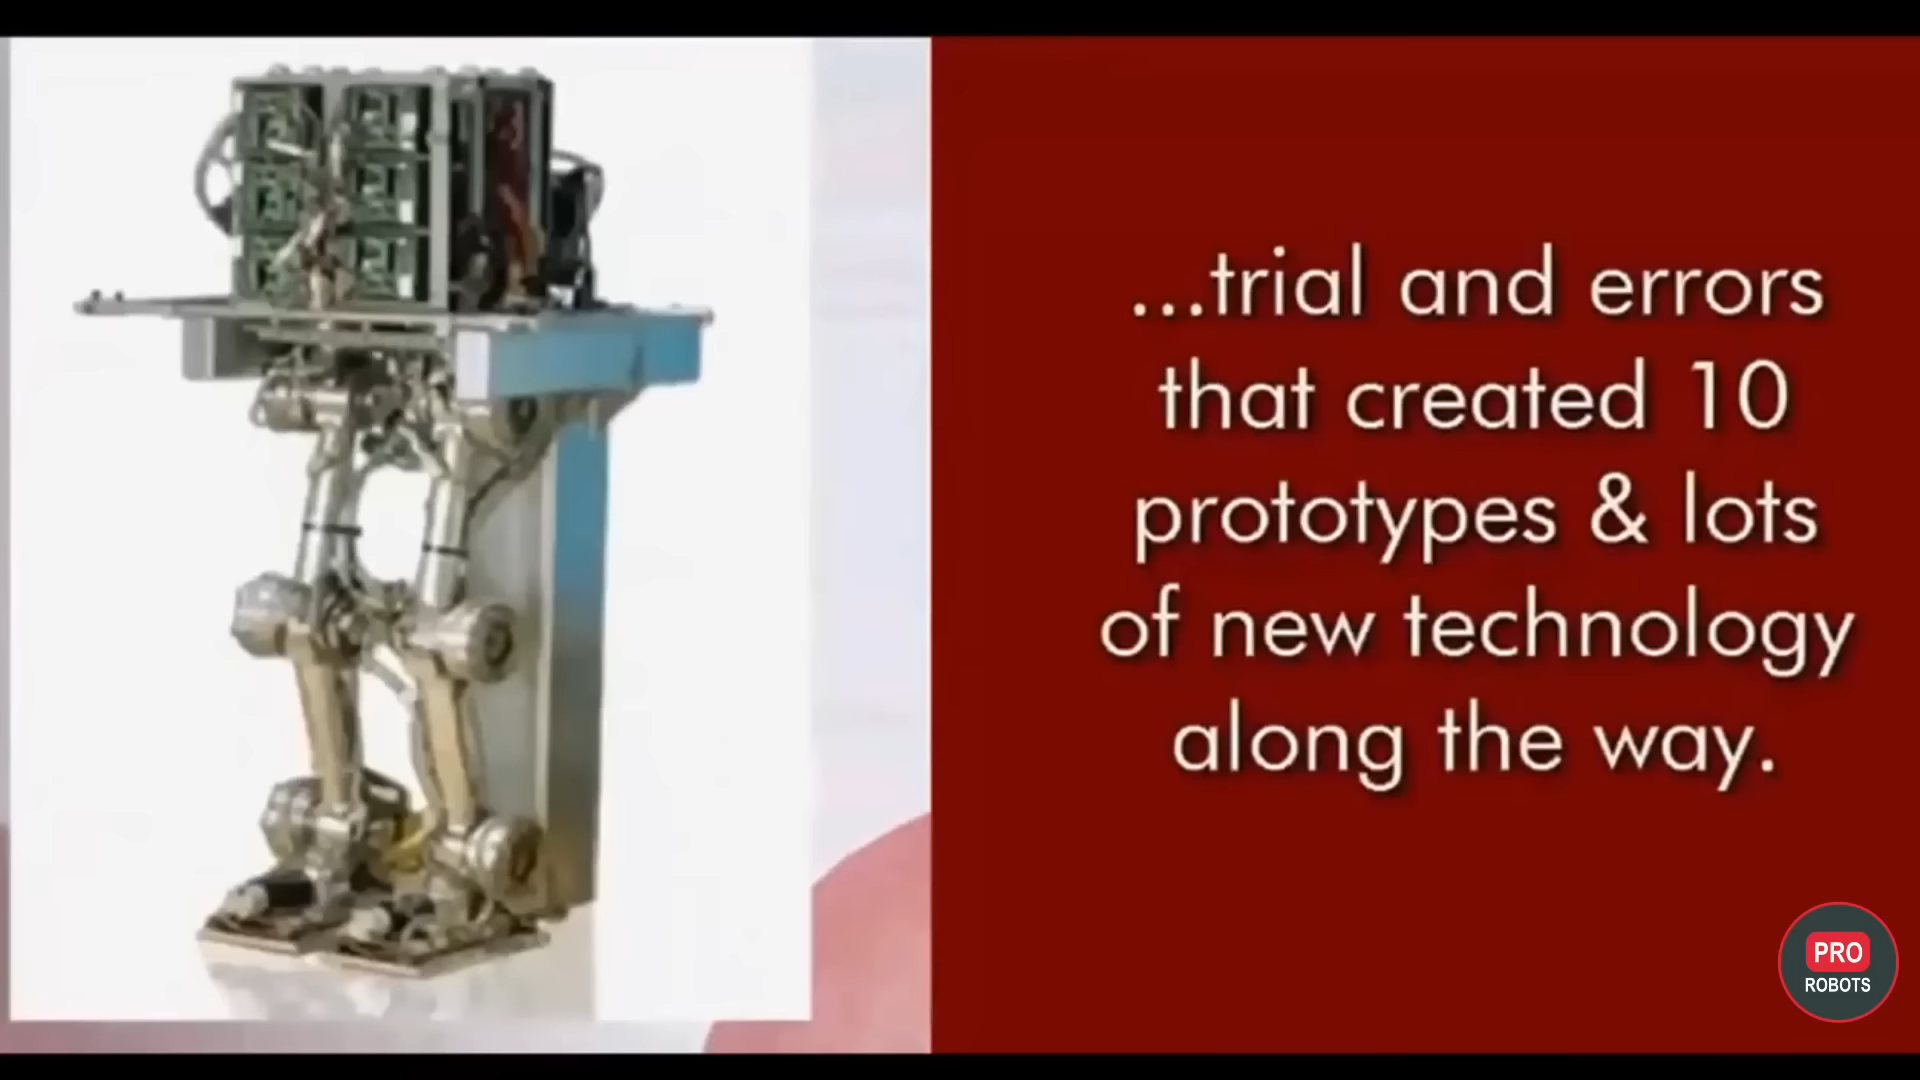 ...trial and errors
that created 10
prototypes & lots
of new technology
along the way.
PRO
ROBOTS